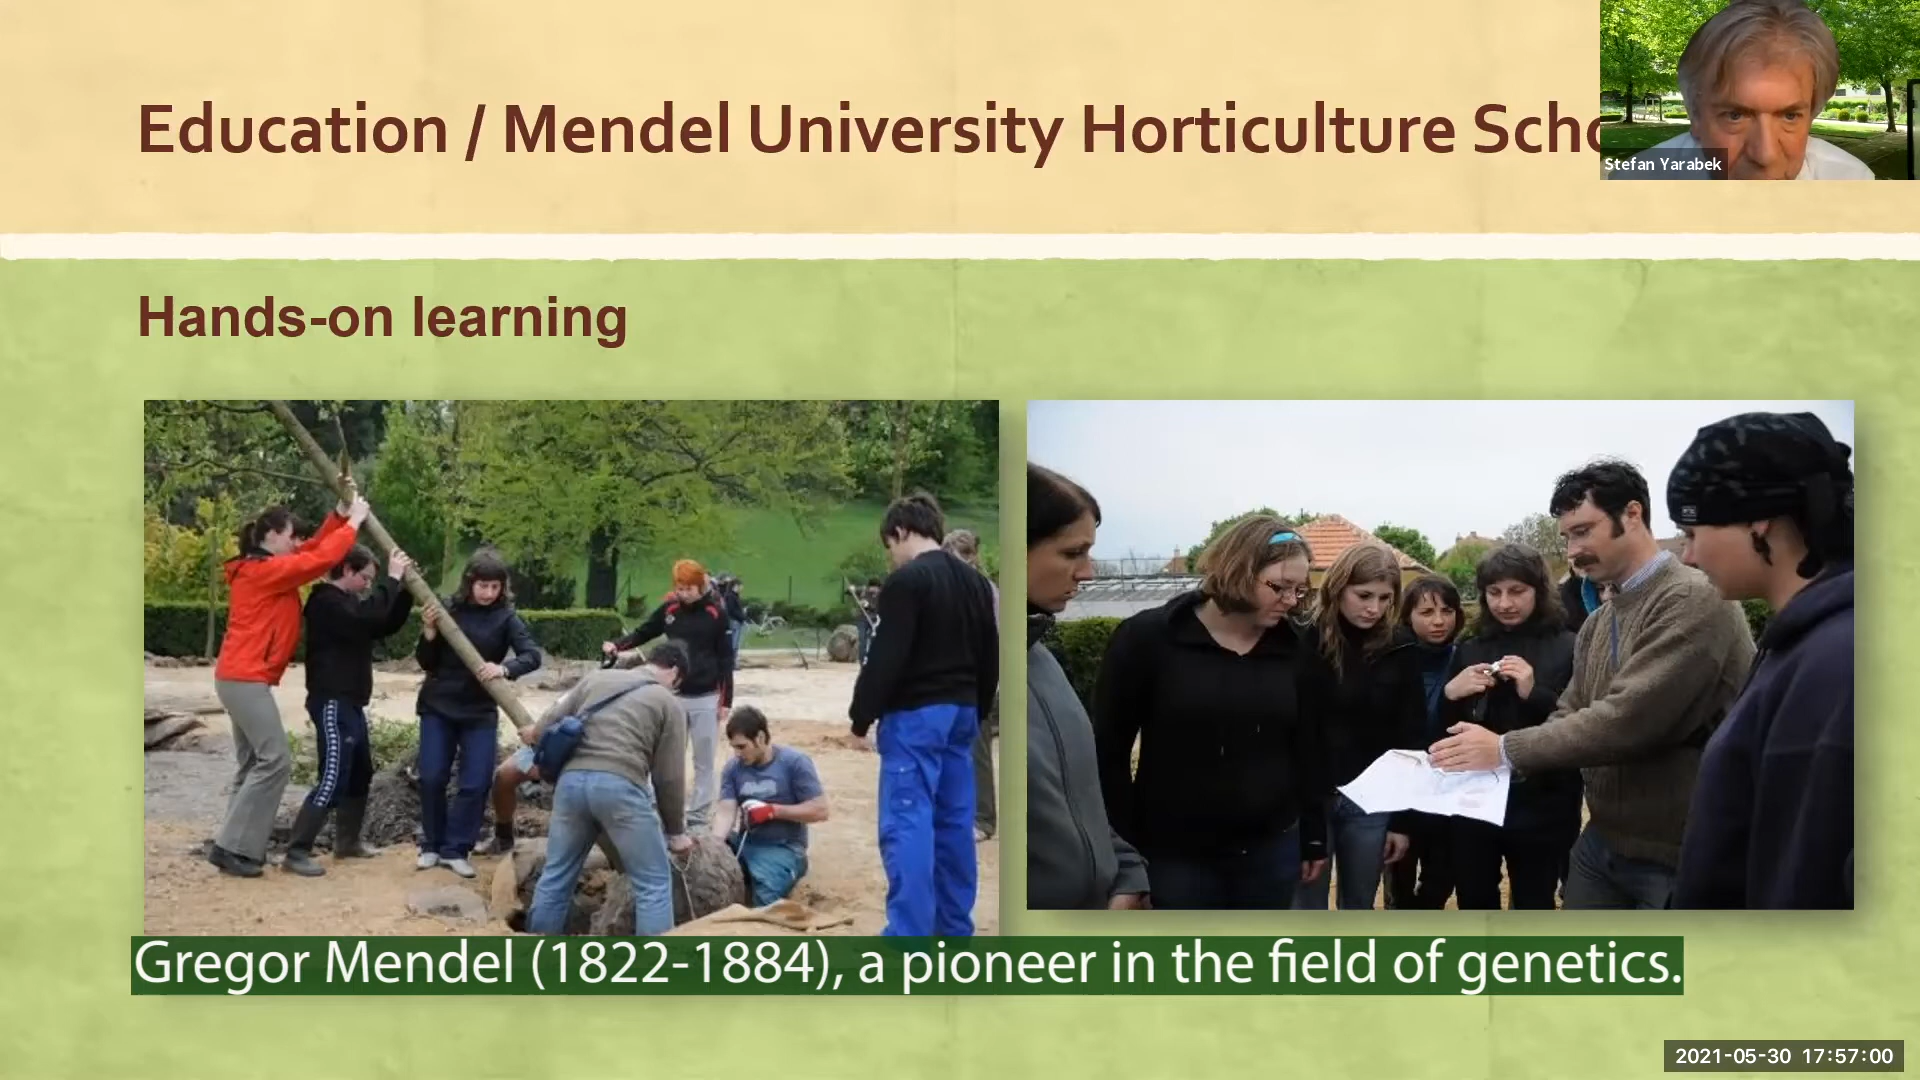 Education / Mendel University Horticulture Scho
Stefan Yarabek
Hands-on learning
Gregor Mendel (1822-1884), a pioneer in the field of genetics.
2021-05-30 17:57:00